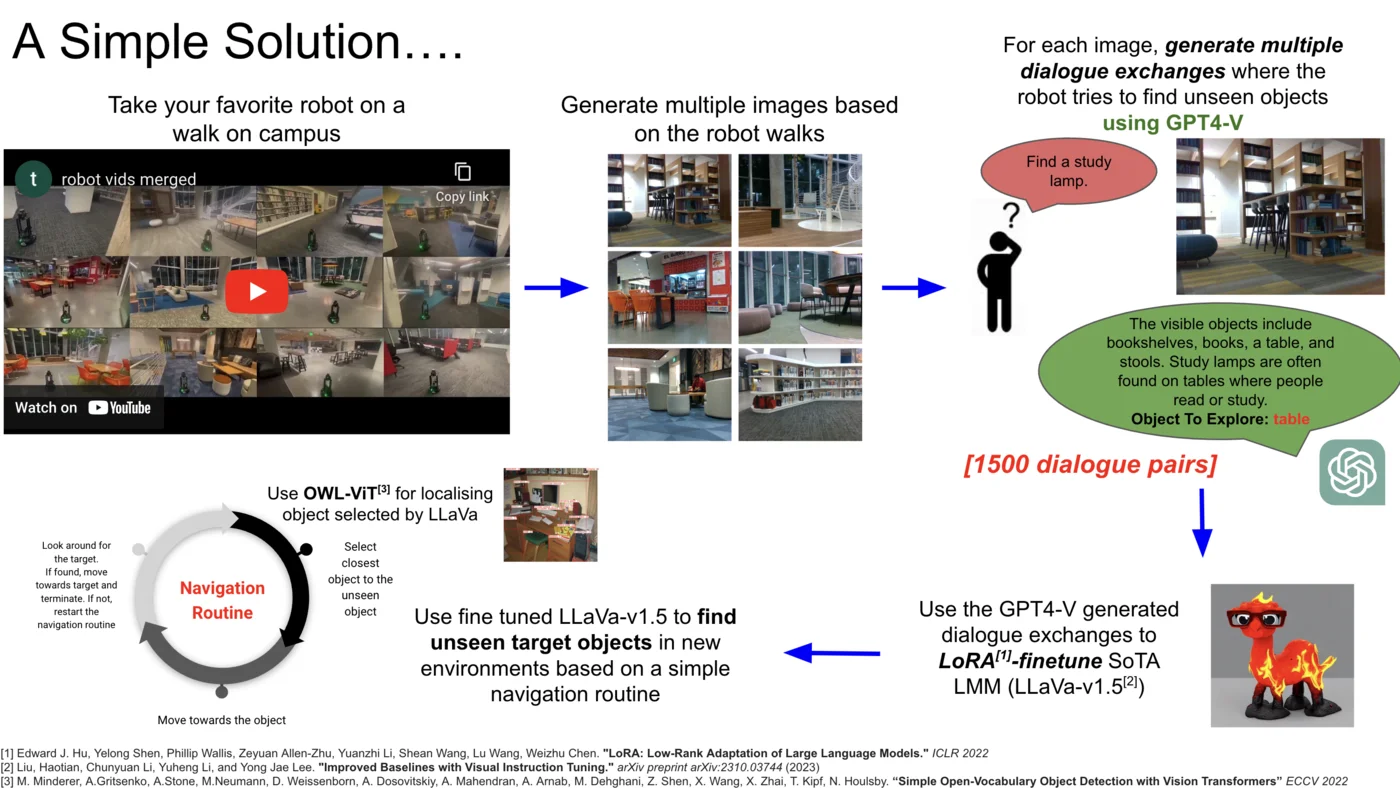 A Simple Solution….
Take your favorite robot on a
walk on campus
t
robot vids merged
Copy link
Watch on
YouTube
Generate multiple images based
on the robot walks
For each image, generate multiple
dialogue exchanges where the
robot tries to find unseen objects
using GPT4-V
Find a study
lamp.
?
The visible objects include
bookshelves, books, a table, and
stools. Study lamps are often
found on tables where people
read or study.
Object To Explore: table
[1500 dialogue pairs]
Use the GPT4-V generated
dialogue exchanges to
LoRA[1]-finetune SoTA
LMM (LLaVa-v1.5[2])
Use fine tuned LLaVa-v1.5 to find
unseen target objects in new
environments based on a simple
navigation routine
Use OWL-ViT[3] for localising
object selected by LLaVa
Navigation
Routine
Select
closest
object to the
unseen
object
Move towards the object
Look around for
the target.
If found, move
towards target and
terminate. If not,
restart the
navigation routine
[1] Edward J. Hu, Yelong Shen, Phillip Wallis, Zeyuan Allen-Zhu, Yuanzhi Li, Shean Wang, Lu Wang, Weizhu Chen. "LoRA: Low-Rank Adaptation of Large Language Models." ICLR 2022
[2] Liu, Haotian, Chunyuan Li, Yuheng Li, and Yong Jae Lee. "Improved Baselines with Visual Instruction Tuning." arXiv preprint arXiv:2310.03744 (2023)
[3] M. Minderer, A.Gritsenko, A.Stone, M.Neumann, D. Weissenborn, A. Dosovitskiy, A. Mahendran, A. Arnab, M. Dehghani, Z. Shen, X. Wang, X. Zhai, T. Kipf, N. Houlsby. “Simple Open-Vocabulary Object Detection with Vision Transformers” ECCV 2022